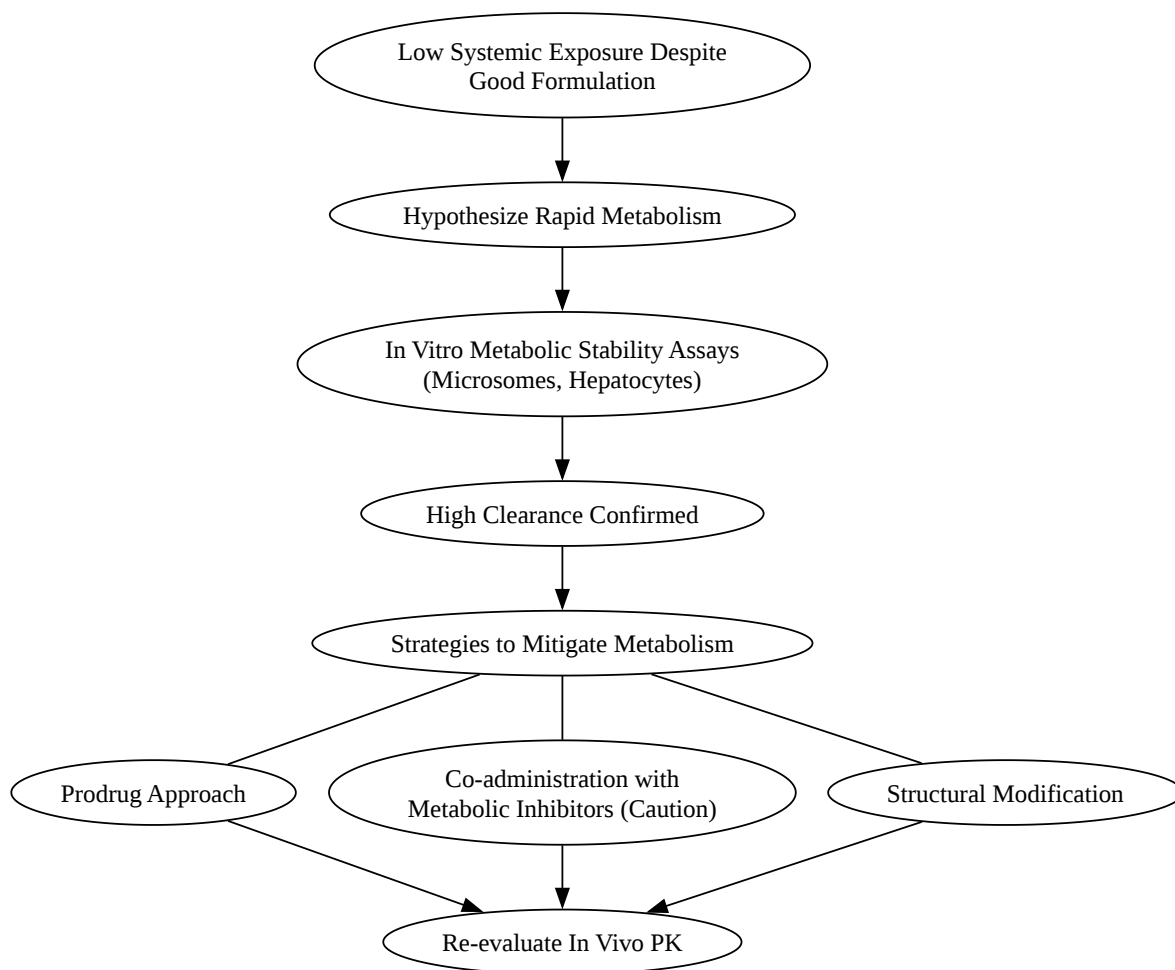 Low Systemic Exposure Despite
Good Formulation
Hypothesize Rapid Metabolism
In Vitro Metabolic Stability Assays
(Microsomes, Hepatocytes)
High Clearance Confirmed
Strategies to Mitigate Metabolism
Prodrug Approach
Co-administration with
Metabolic Inhibitors (Caution)
Structural Modification
Re-evaluate In Vivo PK